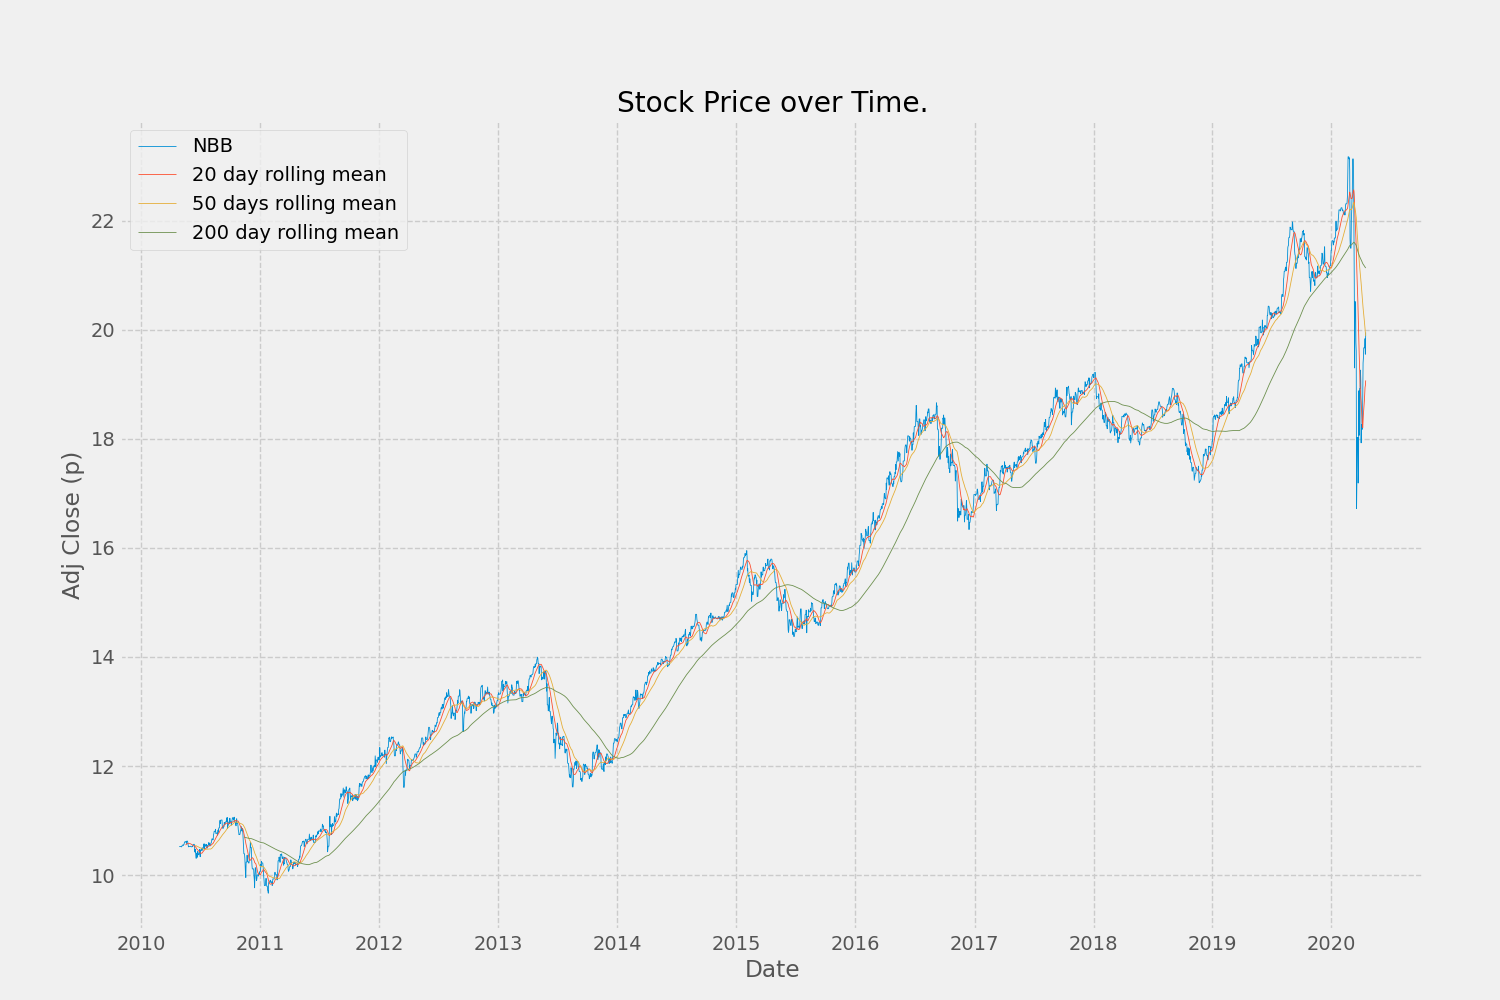 Stock Price over Time.
NBB
20 day rolling mean
50 days rolling mean
200 day rolling mean
22
20
18
16
14
12
10
Adj Close (p)
2010 2011 2012 2013 2014 2015 2016 2017 2018 2019 2020
Date